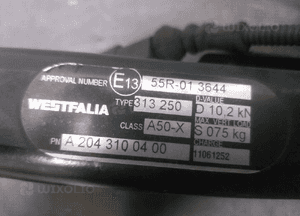 APPROVAL NUMBER E13 55R-01 3644
WESTFALIA TYPE 313 250 D-VALUE
D 10,2 kN
CLASS A50-X MAX. VERT. LOAD
S 075 kg
PN A 204 310 04 00 CHARGE
11061252